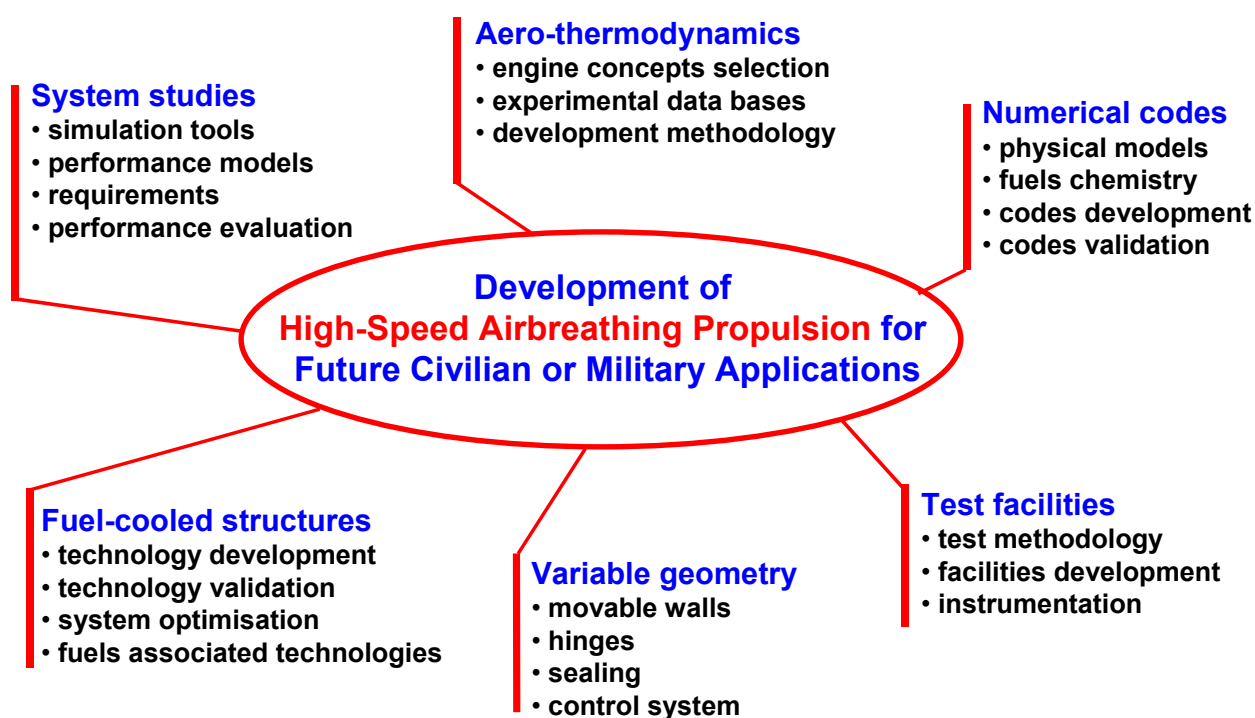 Aero-thermodynamics
• engine concepts selection
• experimental data bases
• development methodology
System studies
• simulation tools
• performance models
• requirements
• performance evaluation
Numerical codes
• physical models
• fuels chemistry
• codes development
• codes validation
Development of
High-Speed Airbreathing Propulsion for
Future Civilian or Military Applications
Fuel-cooled structures
• technology development
• technology validation
• system optimisation
• fuels associated technologies
Variable geometry
• movable walls
• hinges
• sealing
• control system
Test facilities
• test methodology
• facilities development
• instrumentation